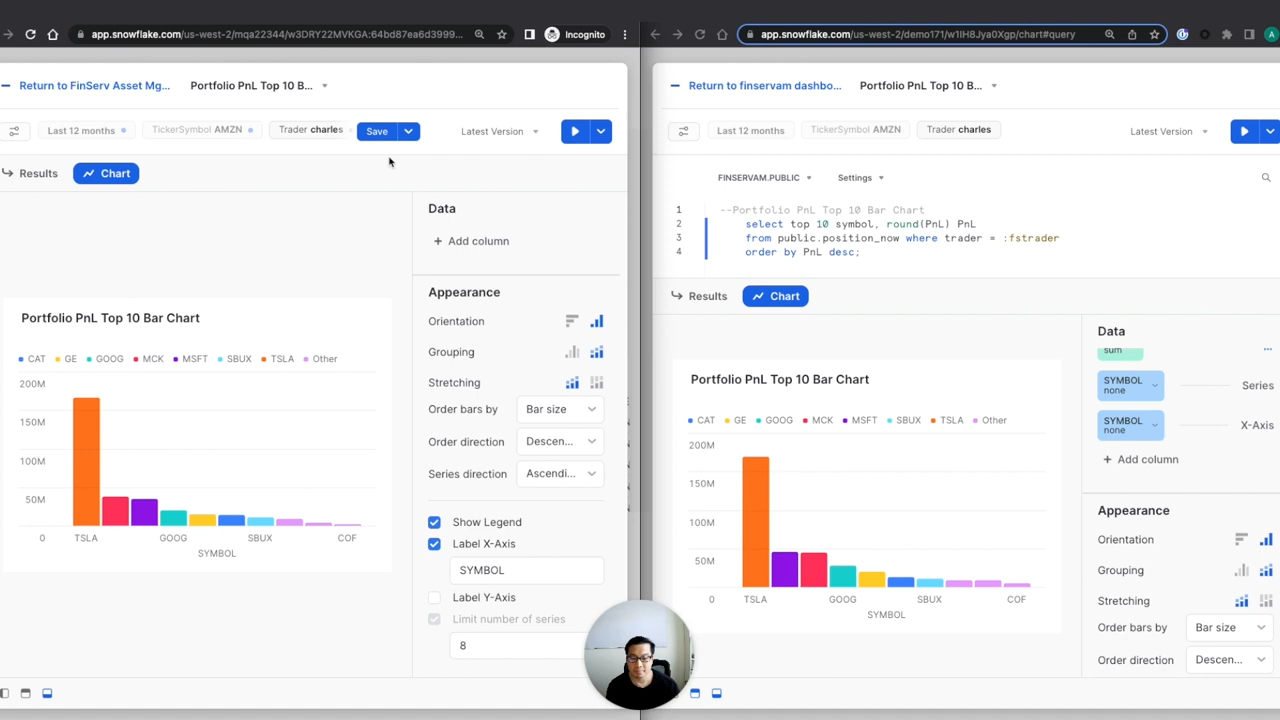 app.snowflake.com/us-west-2/mqa22344/w3DRY22MVKGA:64bd87ea6d3999...
Incognito
Return to FinServ Asset Mg...
Portfolio PnL Top 10 B...
Last 12 months
TickerSymbol AMZN
Trader charles
Save
Latest Version
Results
Chart
Data
+ Add column
Appearance
Orientation
Grouping
Stretching
Order bars by
Bar size
Order direction
Descen...
Series direction
Ascendi...
Show Legend
Label X-Axis
SYMBOL
Label Y-Axis
Limit number of series
8
Portfolio PnL Top 10 Bar Chart
CAT GE GOOG MCK MSFT SBUX TSLA Other
200M
150M
100M
50M
0
TSLA GOOG SBUX COF
SYMBOL
app.snowflake.com/us-west-2/demo171/w1lH8Jya0Xgp/chart#query
A
Return to finservam dashbo...
Portfolio PnL Top 10 B...
Last 12 months
TickerSymbol AMZN
Trader charles
Latest Version
FINSERVAM.PUBLIC
Settings
1 --Portfolio PnL Top 10 Bar Chart
2 select top 10 symbol, round(PnL) PnL
3 from public.position_now where trader = :fstrader
4 order by PnL desc;
Results
Chart
Portfolio PnL Top 10 Bar Chart
CAT GE GOOG MCK MSFT SBUX TSLA Other
200M
150M
100M
50M
0
TSLA GOOG SBUX COF
SYMBOL
Data
sum
SYMBOL
none
Series
SYMBOL
none
X-Axis
+ Add column
Appearance
Orientation
Grouping
Stretching
Order bars by
Bar size
Order direction
Descen...